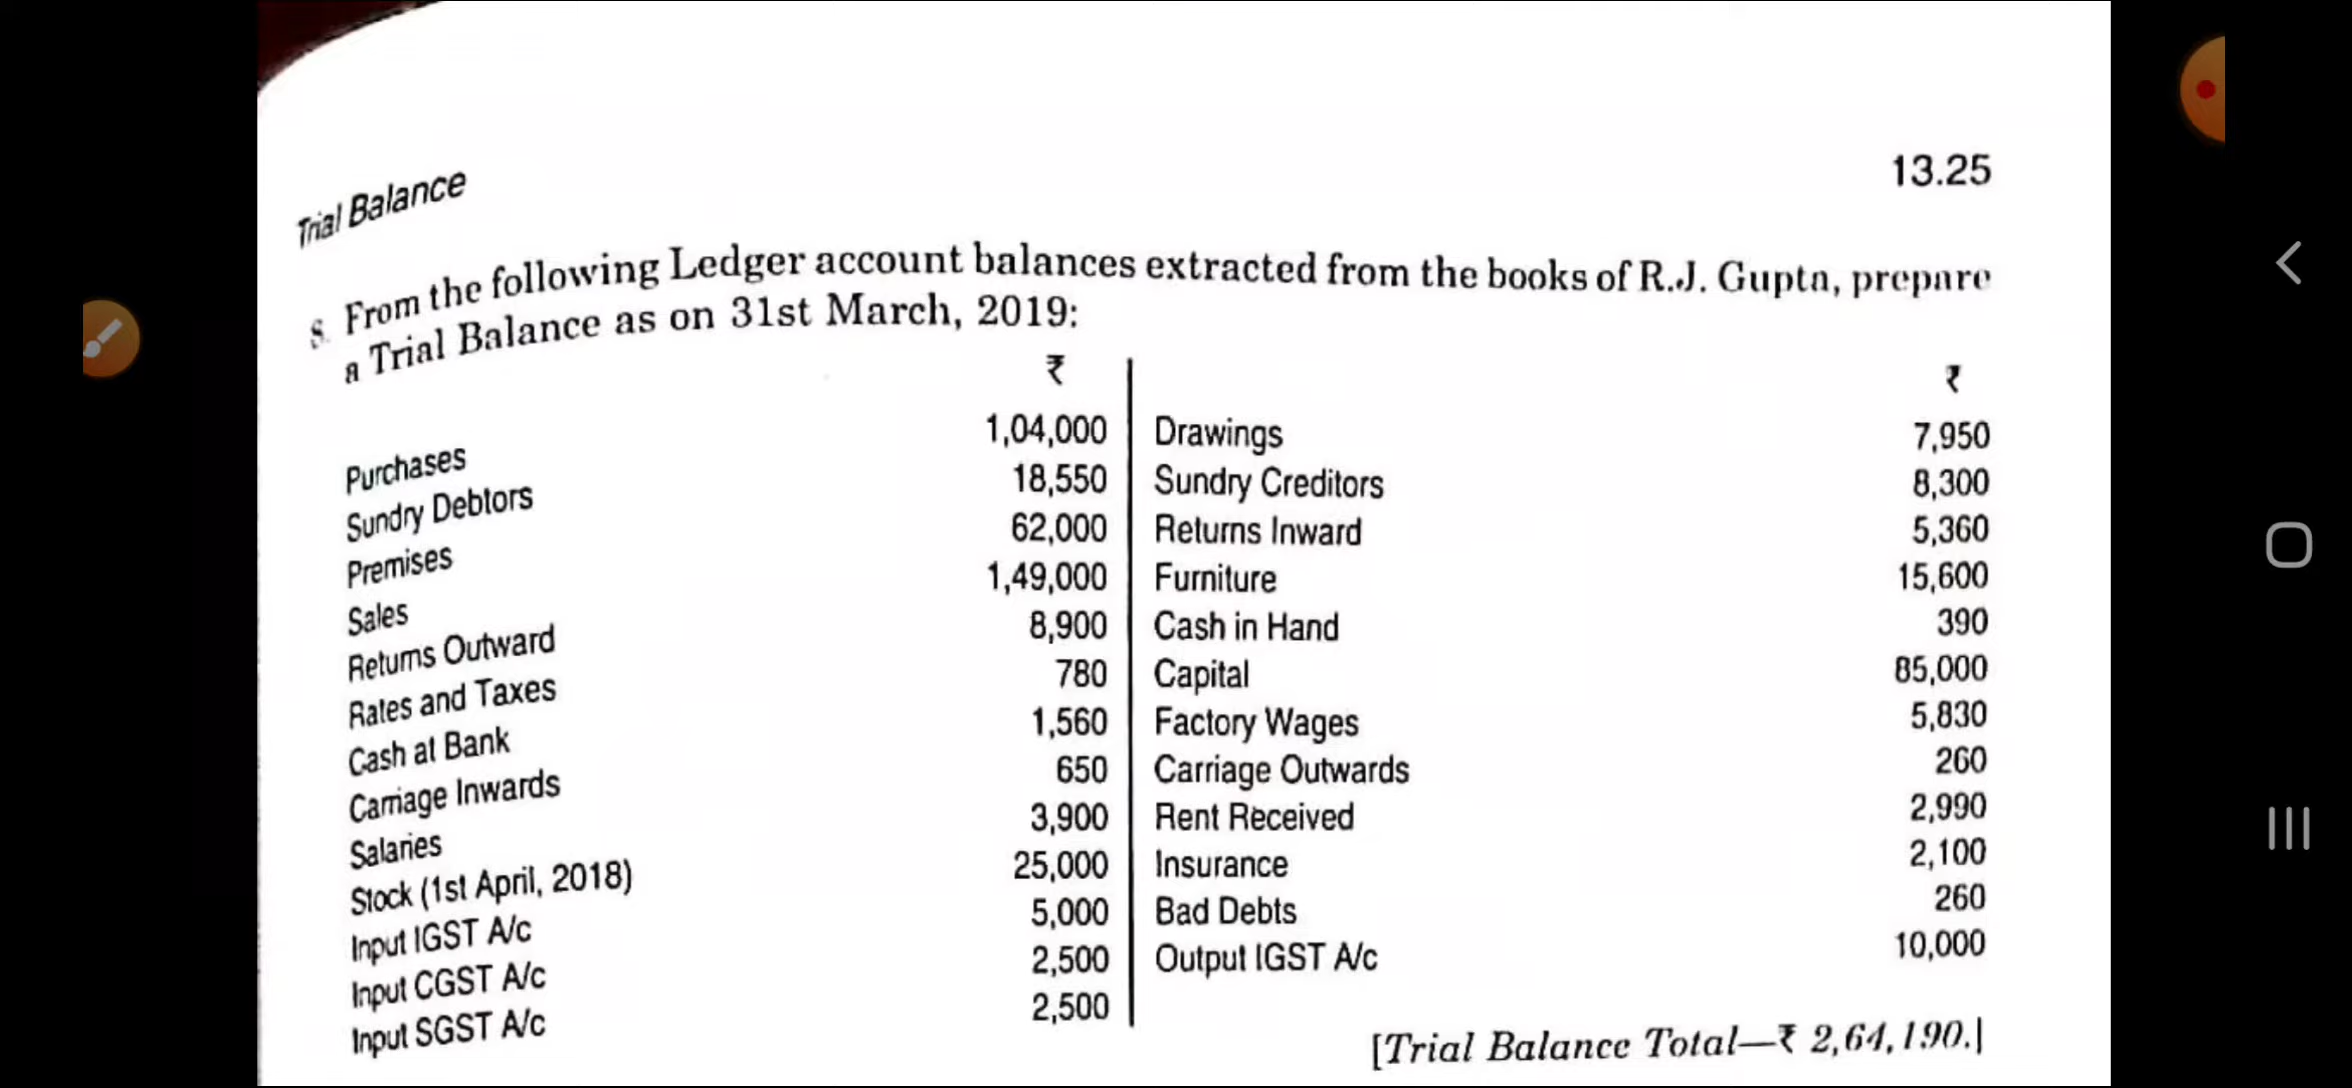 Trial Balance
13.25
8. From the following Ledger account balances extracted from the books of R.J. Gupta, prepare
a Trial Balance as on 31st March, 2019:
₹ ₹
Purchases 1,04,000 Drawings 7,950
Sundry Debtors 18,550 Sundry Creditors 8,300
Premises 62,000 Returns Inward 5,360
Sales 1,49,000 Furniture 15,600
Returns Outward 8,900 Cash in Hand 390
Rates and Taxes 780 Capital 85,000
Cash at Bank 1,560 Factory Wages 5,830
Carriage Inwards 650 Carriage Outwards 260
Salaries 3,900 Rent Received 2,990
Stock (1st April, 2018) 25,000 Insurance 2,100
Input IGST A/c 5,000 Bad Debts 260
Input CGST A/c 2,500 Output IGST A/c 10,000
Input SGST A/c 2,500
[Trial Balance Total—₹ 2,64,190.]